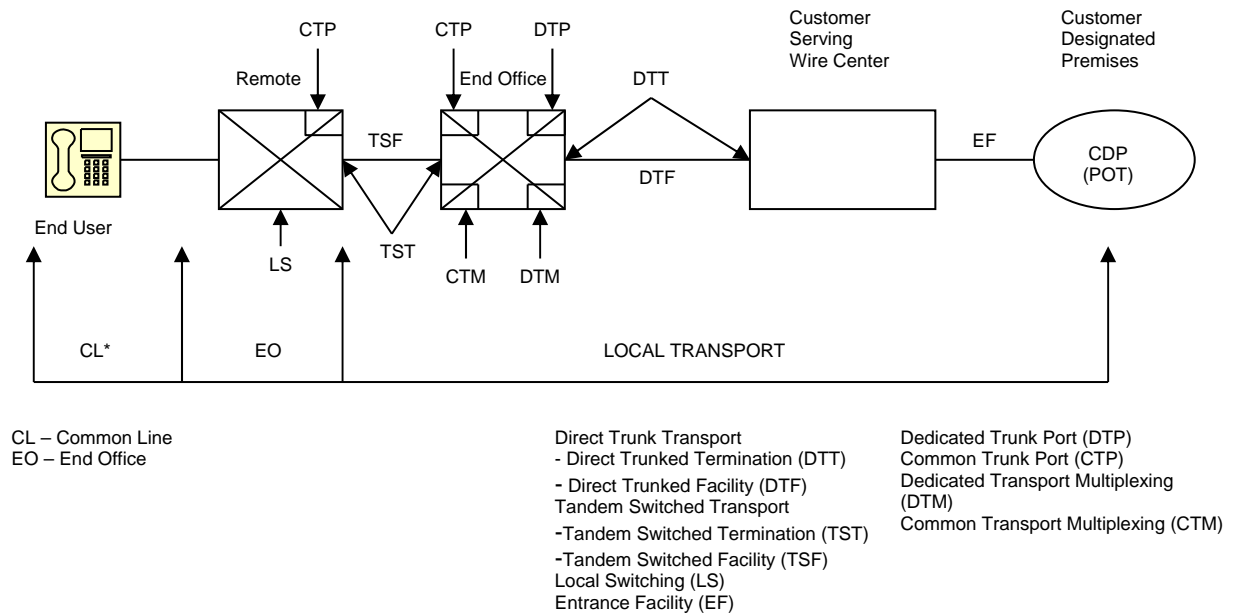 Customer
Serving
Wire Center
Customer
Designated
Premises
CTP
CTP
DTP
Remote
End Office
DTT
TSF
DTF
EF
CDP
(POT)
End User
LS
TST
CTM
DTM
CL*
EO
LOCAL TRANSPORT
CL – Common Line
EO – End Office
Direct Trunk Transport
- Direct Trunked Termination (DTT)
- Direct Trunked Facility (DTF)
Tandem Switched Transport
-Tandem Switched Termination (TST)
-Tandem Switched Facility (TSF)
Local Switching (LS)
Entrance Facility (EF)
Dedicated Trunk Port (DTP)
Common Trunk Port (CTP)
Dedicated Transport Multiplexing
(DTM)
Common Transport Multiplexing (CTM)